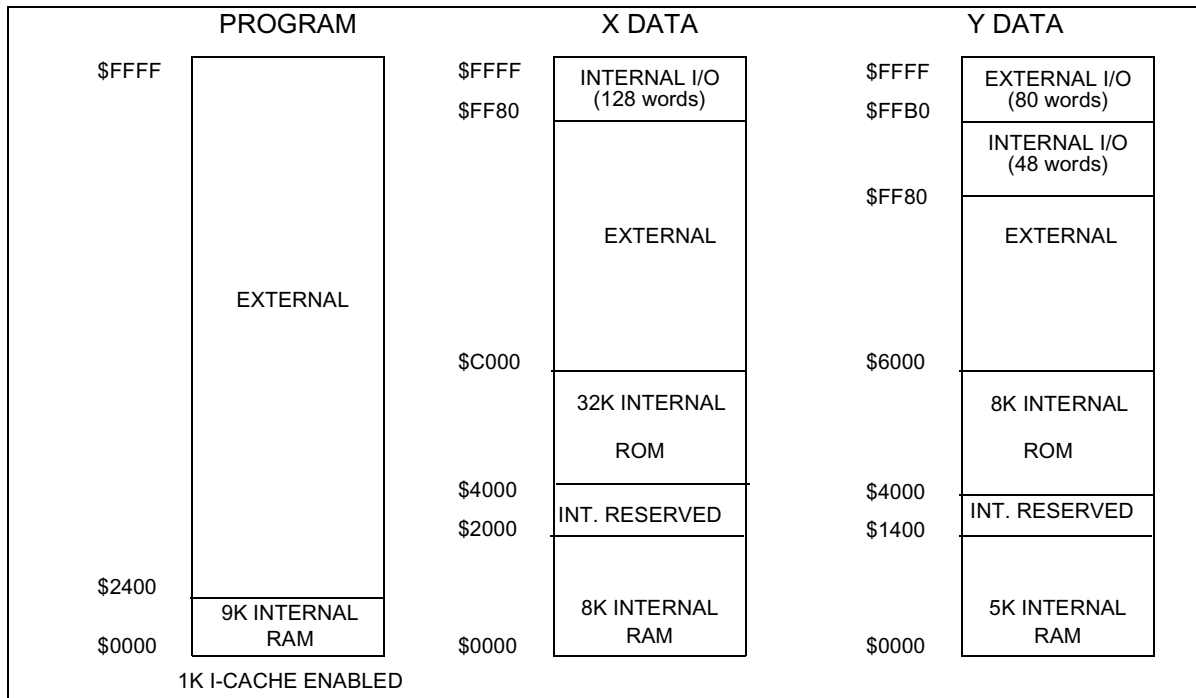 PROGRAM
$FFFF
EXTERNAL
$2400
9K INTERNAL
RAM
$0000
1K I-CACHE ENABLED
X DATA
$FFFF
INTERNAL I/O
(128 words)
$FF80
EXTERNAL
$C000
32K INTERNAL
ROM
$4000
INT. RESERVED
$2000
8K INTERNAL
RAM
$0000
Y DATA
$FFFF
EXTERNAL I/O
(80 words)
$FFB0
INTERNAL I/O
(48 words)
$FF80
EXTERNAL
$6000
8K INTERNAL
ROM
$4000
INT. RESERVED
$1400
5K INTERNAL
RAM
$0000